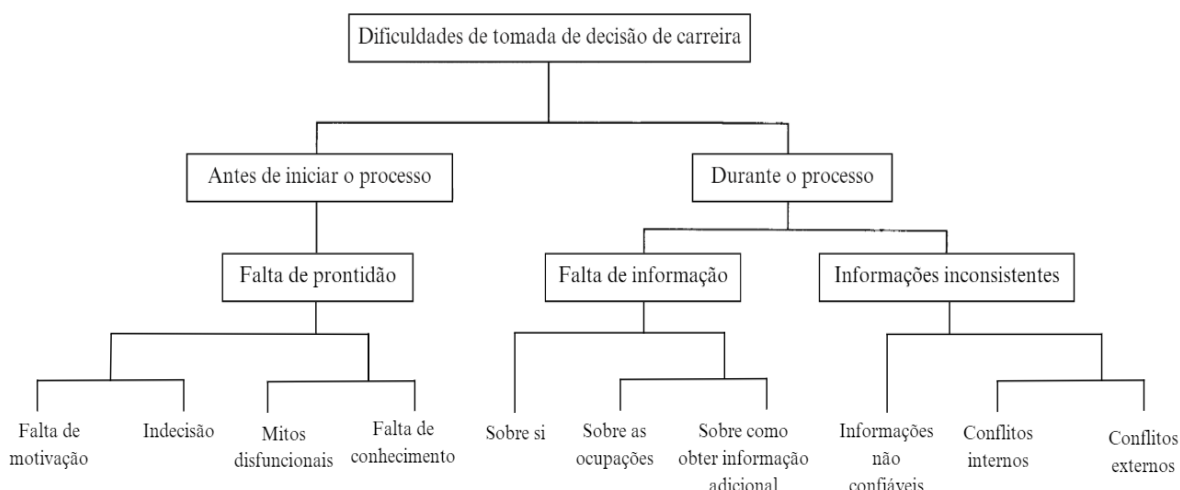 Dificuldades de tomada de decisão de carreira
Antes de iniciar o processo
Durante o processo
Falta de prontidão
Falta de informação
Informações inconsistentes
Falta de
motivação
Indecisão
Mitos
disfuncionais
Falta de
conhecimento
Sobre si
Sobre as
ocupações
Sobre como
obter informação
adicional
Informações
não
confiáveis
Conflitos
internos
Conflitos
externos